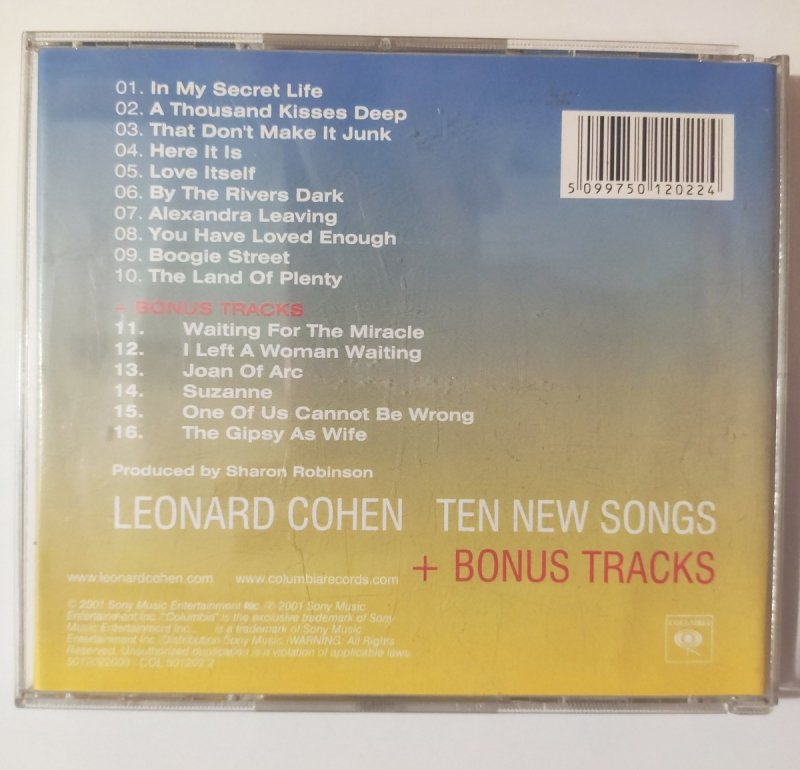 01. In My Secret Life
02. A Thousand Kisses Deep
03. That Don't Make It Junk
04. Here It Is
05. Love Itself
06. By The Rivers Dark
07. Alexandra Leaving
08. You Have Loved Enough
09. Boogie Street
10. The Land Of Plenty
+ BONUS TRACKS
11. Waiting For The Miracle
12. I Left A Woman Waiting
13. Joan Of Arc
14. Suzanne
15. One Of Us Cannot Be Wrong
16. The Gipsy As Wife
5 099750 120224
Produced by Sharon Robinson
LEONARD COHEN TEN NEW SONGS
+ BONUS TRACKS
www.leonardcohen.com www.columbiarecords.com
© 2001 Sony Music Entertainment Inc. ℗ 2001 Sony Music
Entertainment Inc. "Columbia" is the exclusive trademark of Sony
Music Entertainment Inc., is a trademark of Sony Music
Entertainment Inc. /Distribution Sony Music /WARNING: All Rights
Reserved. Unauthorized duplication is a violation of applicable laws.
COL 501202 2
COLUMBIA